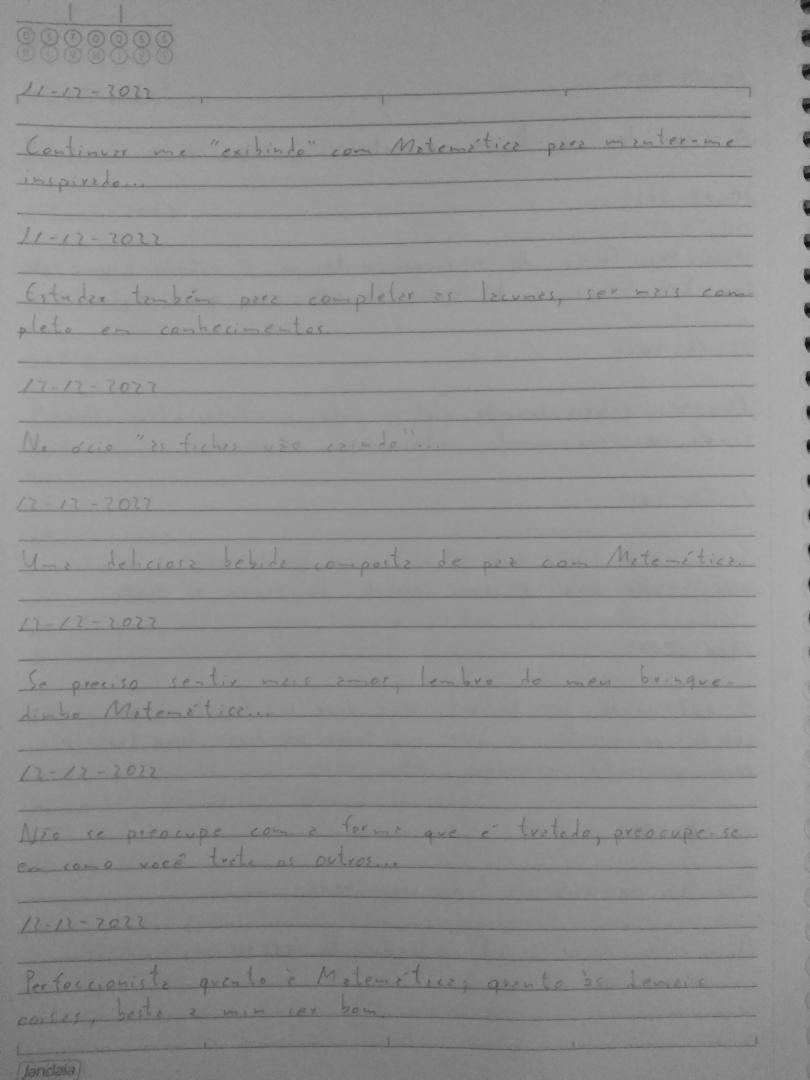 D S T Q Q S S
D L M M J V S
11-12-2022
Continuar me "exibindo" com Matemática para manter-me
inspirado...
11-12-2022
Estudar também para completar as lacunas, ser mais com-
pleto em conhecimentos.
12-12-2022
No ócio "as fichas vão caindo"...
12-12-2022
Uma deliciosa bebida composta de paz com Matemática.
12-12-2022
Se preciso sentir mais amor, lembro do meu brinque-
dinho Matemática...
12-12-2022
Não se preocupe com a forma que é tratado, preocupe-se
em como você trata os outros...
12-12-2022
Perfeccionista quanto à Matemática; quanto às demais
coisas, basta a mim ser bom.
Jandaia